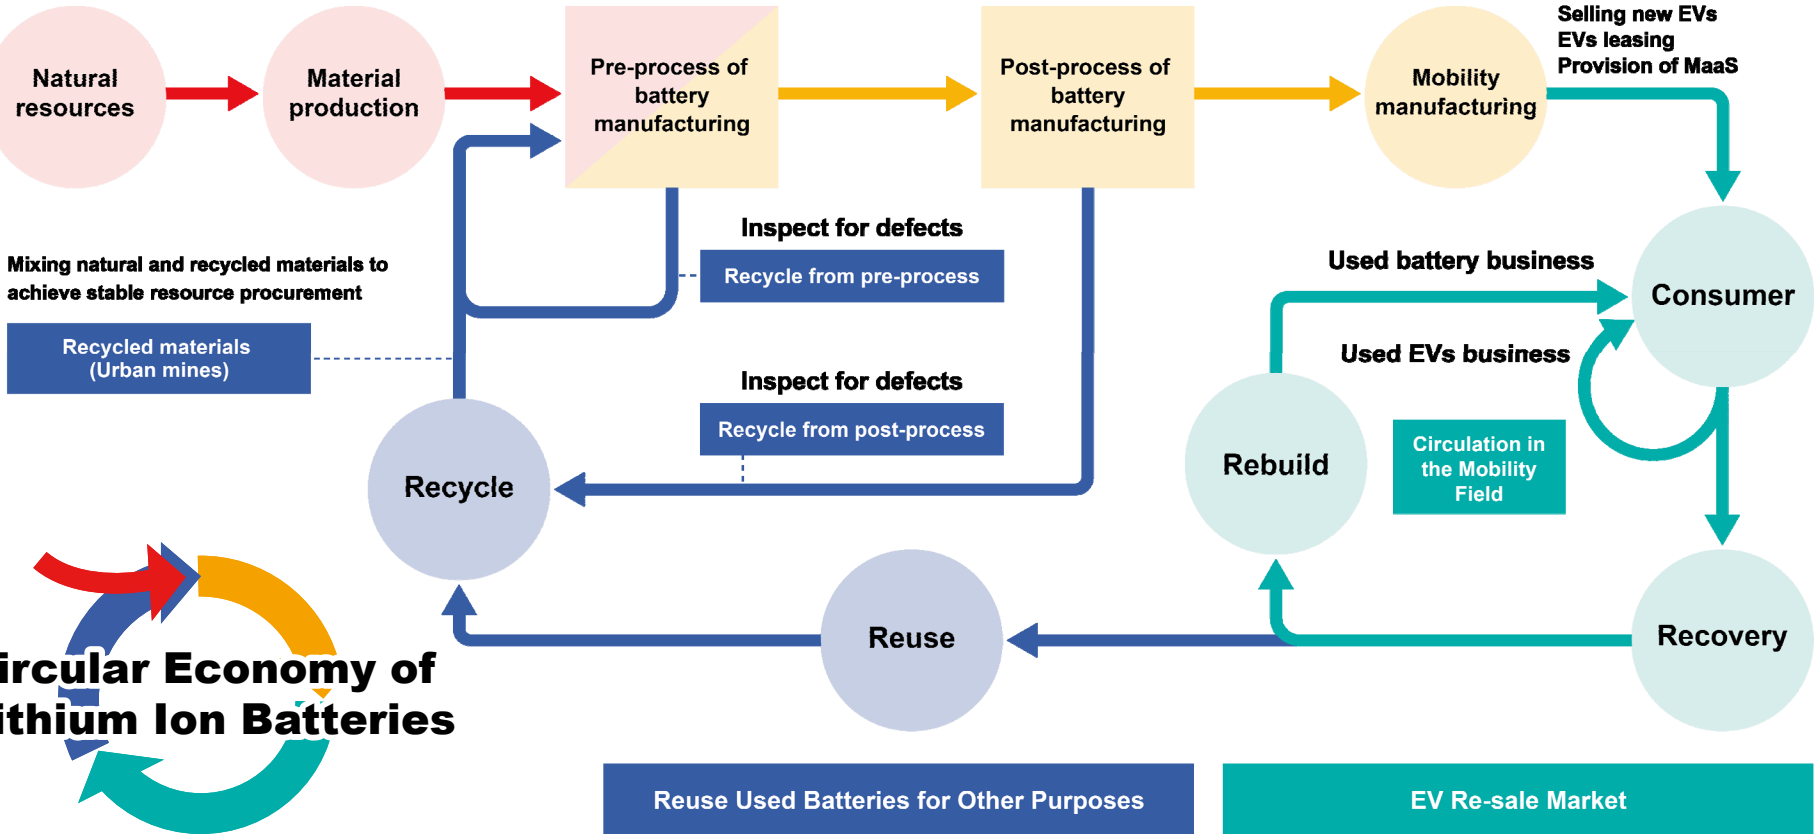 Natural
resources
Material
production
Pre-process of
battery
manufacturing
Post-process of
battery
manufacturing
Mobility
manufacturing
Selling new EVs
EVs leasing
Provision of MaaS
Mixing natural and recycled materials to
achieve stable resource procurement
Recycled materials
(Urban mines)
Inspect for defects
Recycle from pre-process
Inspect for defects
Recycle from post-process
Used battery business
Used EVs business
Consumer
Rebuild
Circulation in
the Mobility
Field
Recycle
Reuse
Recovery
ircular Economy of
ithium Ion Batteries
Reuse Used Batteries for Other Purposes
EV Re-sale Market